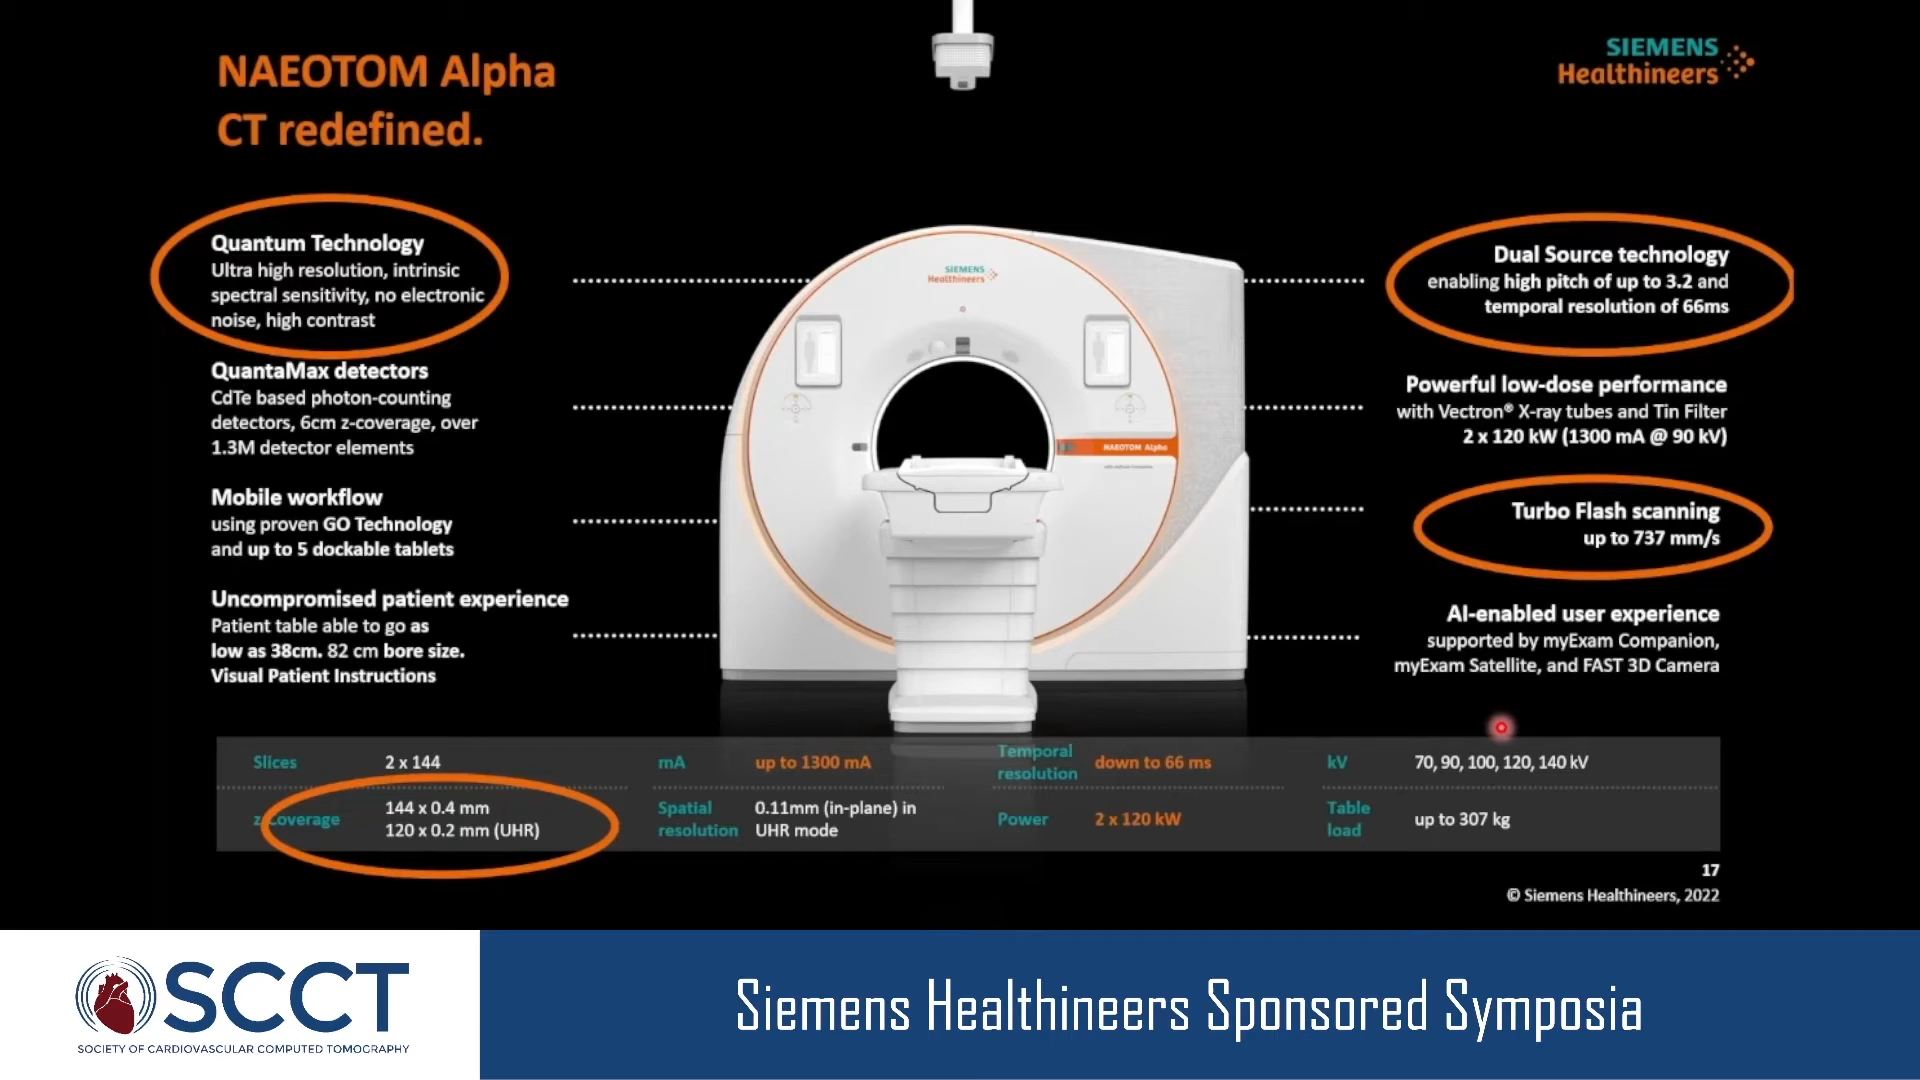 NAEOTOM Alpha
CT redefined.
SIEMENS
Healthineers
Quantum Technology
Ultra high resolution, intrinsic
spectral sensitivity, no electronic
noise, high contrast
QuantaMax detectors
CdTe based photon-counting
detectors, 6cm z-coverage, over
1.3M detector elements
Mobile workflow
using proven GO Technology
and up to 5 dockable tablets
Uncompromised patient experience
Patient table able to go as
low as 38cm. 82 cm bore size.
Visual Patient Instructions
SIEMENS
Healthineers
NAEOTOM Alpha
Dual Source technology
enabling high pitch of up to 3.2 and
temporal resolution of 66ms
Powerful low-dose performance
with Vectron® X-ray tubes and Tin Filter
2 x 120 kW (1300 mA @ 90 kV)
Turbo Flash scanning
up to 737 mm/s
AI-enabled user experience
supported by myExam Companion,
myExam Satellite, and FAST 3D Camera
Slices
2 x 144
mA
up to 1300 mA
Temporal
resolution
down to 66 ms
kV
70, 90, 100, 120, 140 kV
z-Coverage
144 x 0.4 mm
120 x 0.2 mm (UHR)
Spatial
resolution
0.11mm (in-plane) in
UHR mode
Power
2 x 120 kW
Table
load
up to 307 kg
17
© Siemens Healthineers, 2022
SCCT
SOCIETY OF CARDIOVASCULAR COMPUTED TOMOGRAPHY
Siemens Healthineers Sponsored Symposia